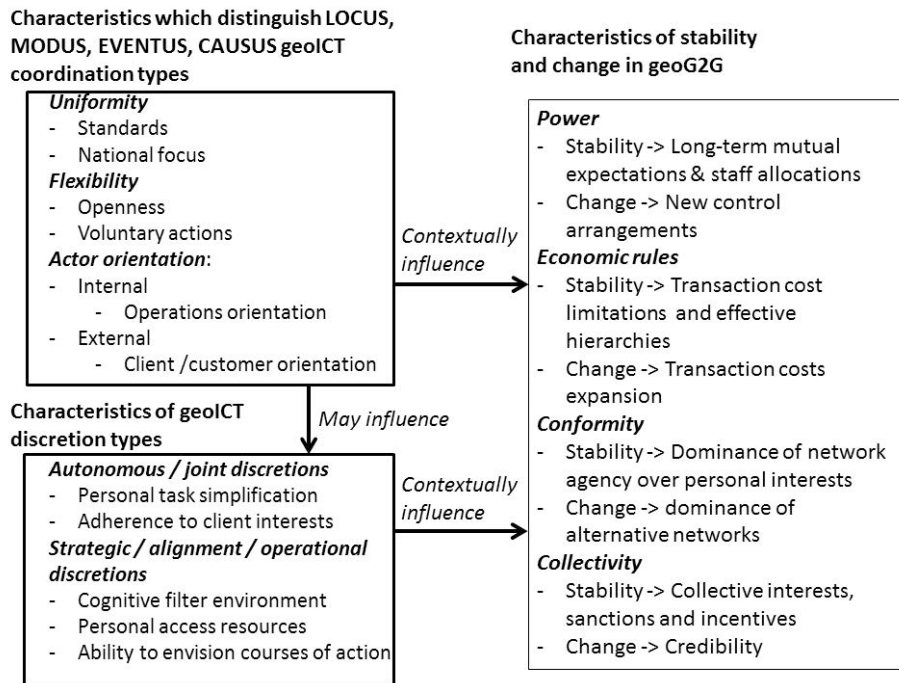 Characteristics which distinguish LOCUS,
MODUS, EVENTUS, CAUSUS geoICT
coordination types
Uniformity
- Standards
- National focus
Flexibility
- Openness
- Voluntary actions
Actor orientation:
- Internal
- Operations orientation
- External
- Client /customer orientation
Contextually
influence
May influence
Characteristics of geoICT
discretion types
Autonomous / joint discretions
- Personal task simplification
- Adherence to client interests
Strategic / alignment / operational
discretions
- Cognitive filter environment
- Personal access resources
- Ability to envision courses of action
Contextually
influence
Characteristics of stability
and change in geoG2G
Power
- Stability -> Long-term mutual
expectations & staff allocations
- Change -> New control
arrangements
Economic rules
- Stability -> Transaction cost
limitations and effective
hierarchies
- Change -> Transaction costs
expansion
Conformity
- Stability -> Dominance of network
agency over personal interests
- Change -> dominance of
alternative networks
Collectivity
- Stability -> Collective interests,
sanctions and incentives
- Change -> Credibility